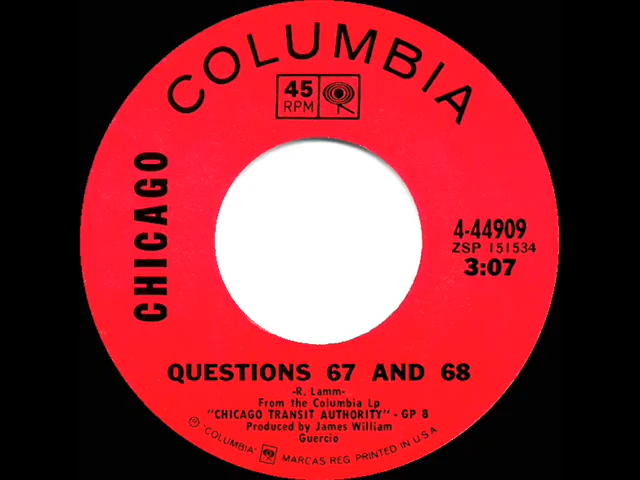 COLUMBIA
45
RPM
CHICAGO
4-44909
ZSP 151534
3:07
QUESTIONS 67 AND 68
-R. Lamm-
From the Columbia Lp
"CHICAGO TRANSIT AUTHORITY" - GP 8
Produced by James William
Guercio
"COLUMBIA" MARCAS REG. PRINTED IN U.S.A.